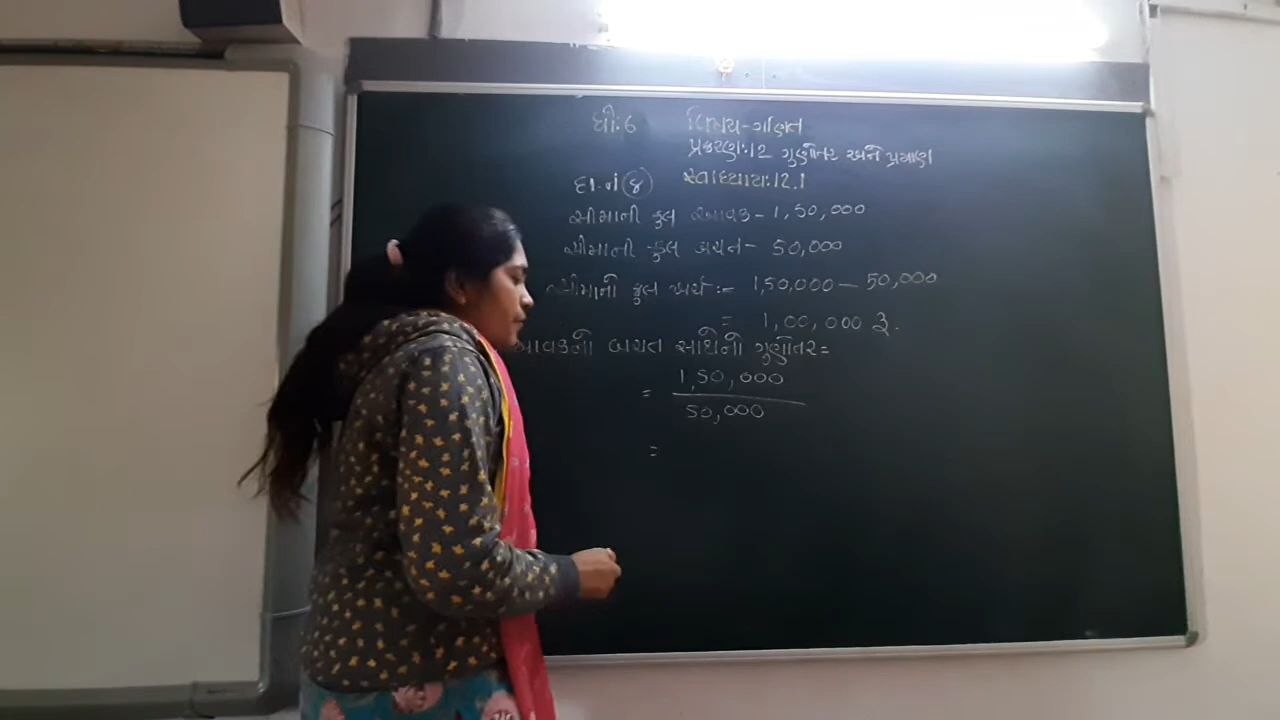 ધો:૬ વિષય-ગણિત
પ્રકરણ:12 ગુણોત્તર અને પ્રમાણ
દા.નં ૪ સ્વાધ્યાય:12.1
સીમાની કુલ આવક - 1,50,000
સીમાની કુલ બચત - 50,000
સીમાનો કુલ ખર્ચ := 1,50,000 - 50,000
= 1,00,000 રૂ.
આવકનો બચત સાથેનો ગુણોત્તર =
= 1,50,000
50,000
=